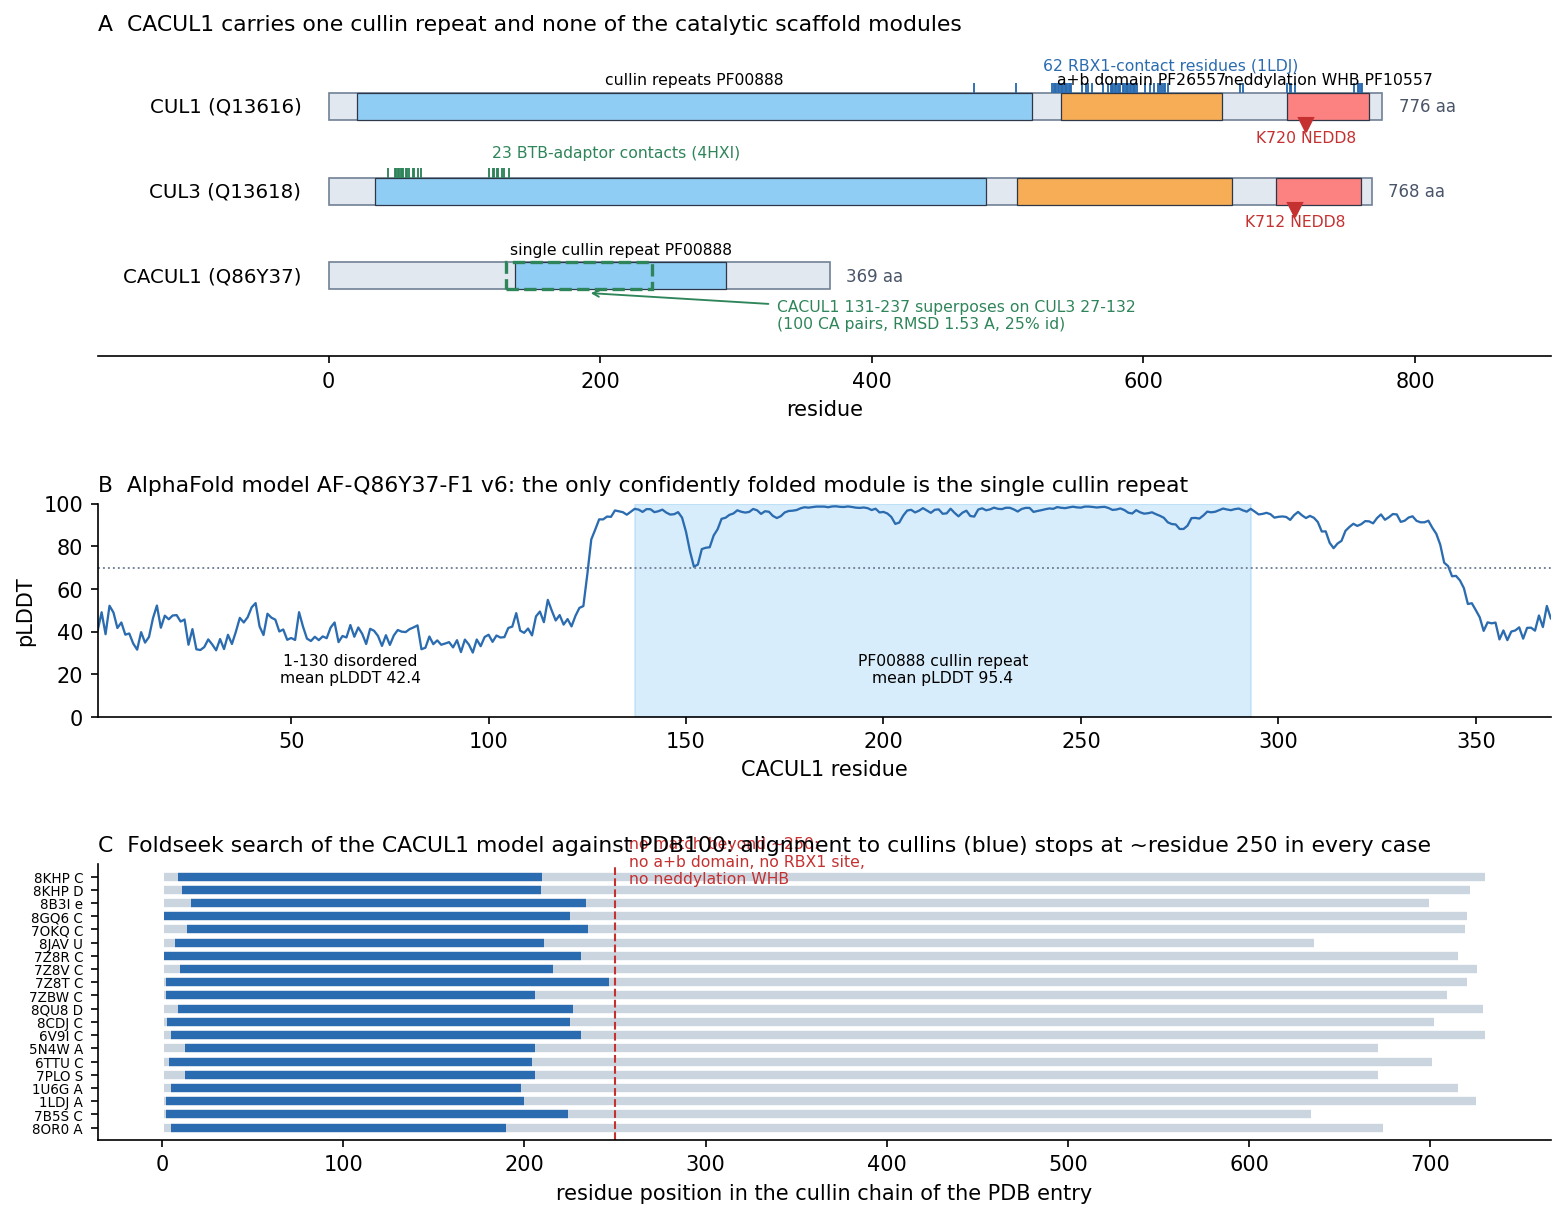 A  CACUL1 carries one cullin repeat and none of the catalytic scaffold modules
62 RBX1-contact residues (1LDJ)
cullin repeats PF00888
a+b domain PF26557
neddylation WHB PF10557
CUL1 (Q13616)
776 aa
K720 NEDD8
23 BTB-adaptor contacts (4HXI)
CUL3 (Q13618)
768 aa
K712 NEDD8
single cullin repeat PF00888
CACUL1 (Q86Y37)
369 aa
CACUL1 131-237 superposes on CUL3 27-132
(100 CA pairs, RMSD 1.53 A, 25% id)
0 200 400 600 800
residue
B  AlphaFold model AF-Q86Y37-F1 v6: the only confidently folded module is the single cullin repeat
100
80
60
40
20
0
pLDDT
1-130 disordered
mean pLDDT 42.4
PF00888 cullin repeat
mean pLDDT 95.4
50 100 150 200 250 300 350
CACUL1 residue
C  Foldseek search of the CACUL1 model against PDB100: alignment to cullins (blue) stops at ~residue 250 in every case
no match beyond ~250:
no a+b domain, no RBX1 site,
no neddylation WHB
8KHP C
8KHP D
8B3I e
8GQ6 C
7OKQ C
8JAV U
7Z8R C
7Z8V C
7Z8T C
7ZBW C
8QU8 D
8CDJ C
6V9I C
5N4W A
6TTU C
7PLO S
1U6G A
1LDJ A
7B5S C
8OR0 A
0 100 200 300 400 500 600 700
residue position in the cullin chain of the PDB entry